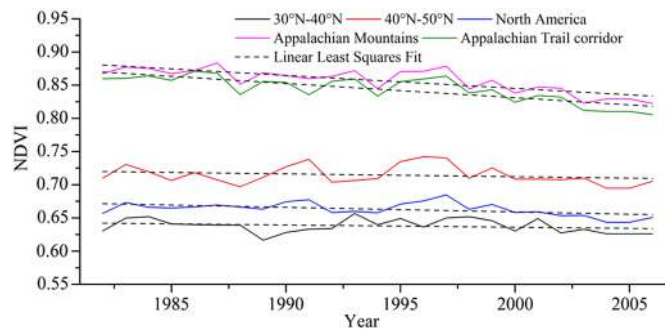 30°N-40°N 40°N-50°N North America
Appalachian Mountains Appalachian Trail corridor
Linear Least Squares Fit
0.95
0.90
0.85
0.80
0.75
0.70
0.65
0.60
0.55
NDVI
1985 1990 1995 2000 2005
Year